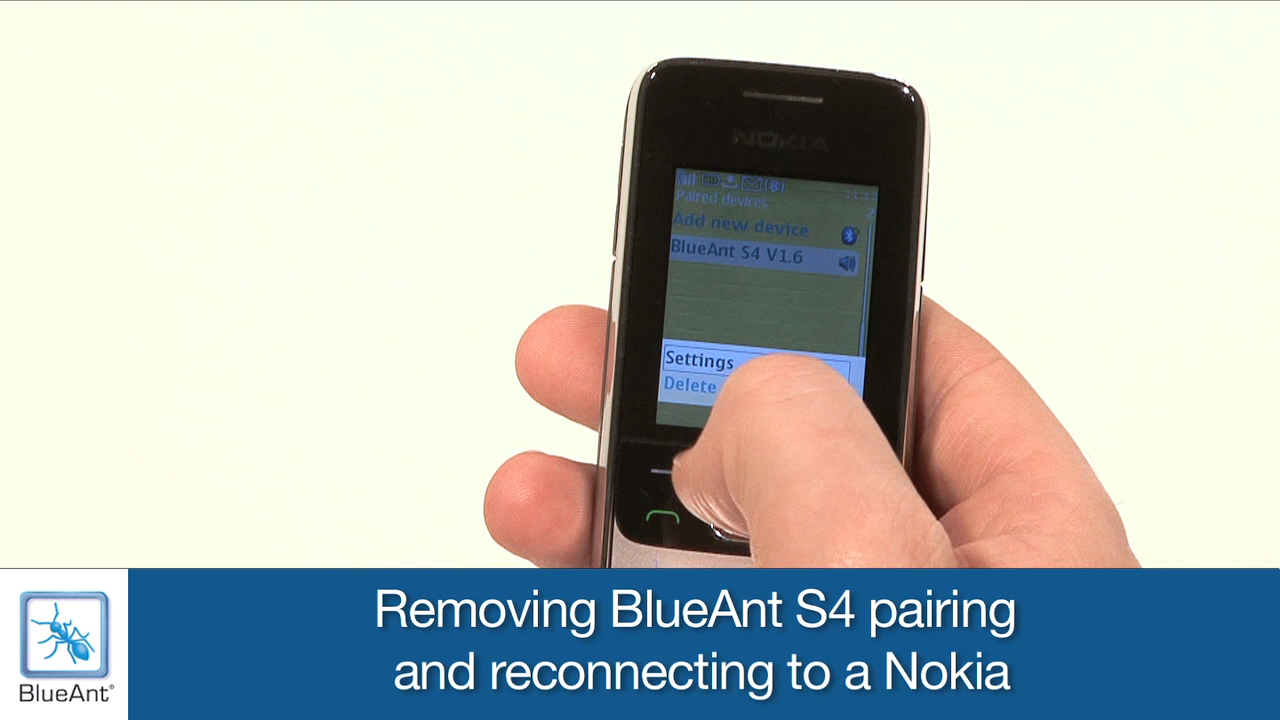 NOKIA
Paired devices
Add new device
BlueAnt S4 V1.6
Settings
Delete
Removing BlueAnt S4 pairing
and reconnecting to a Nokia
BlueAnt®